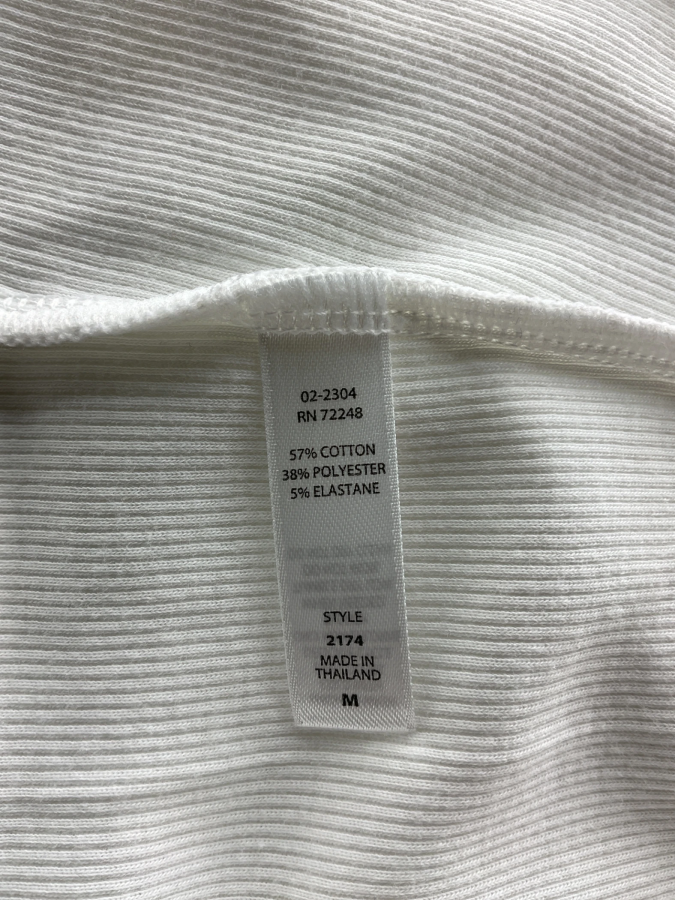 02-2304
RN 72248
57% COTTON
38% POLYESTER
5% ELASTANE
STYLE
2174
MADE IN
THAILAND
M